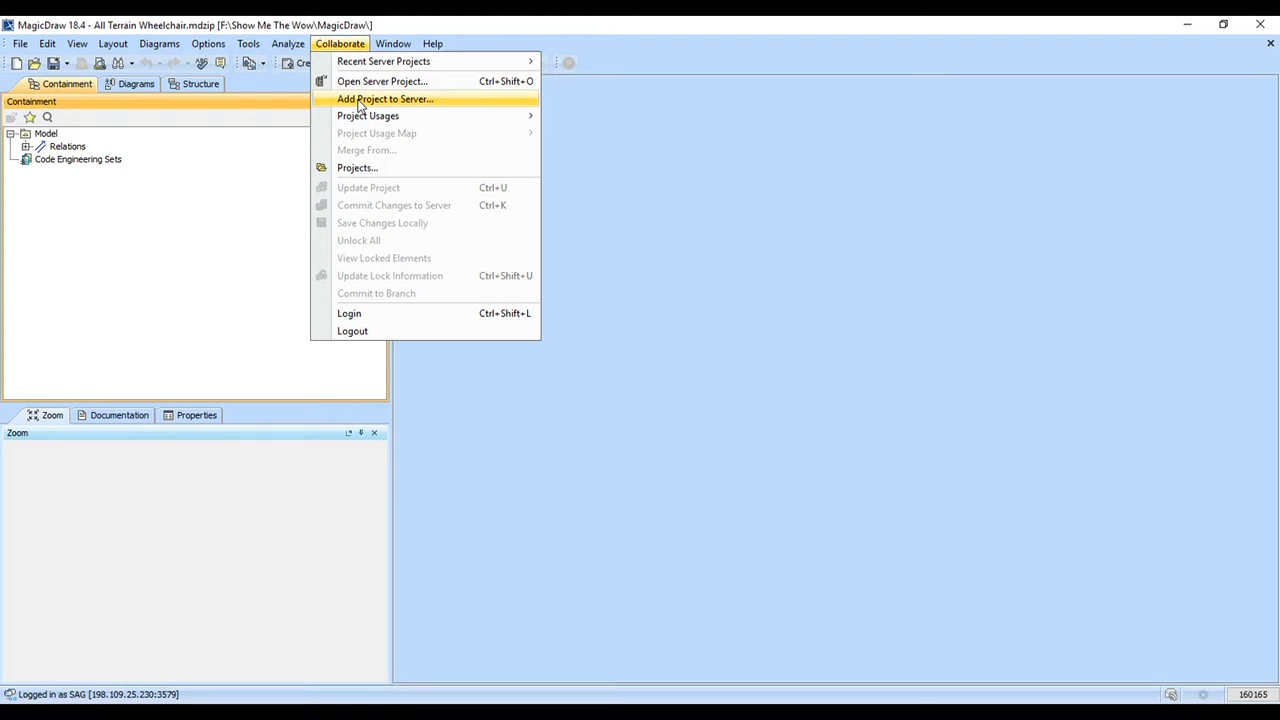 MagicDraw 18.4 - All Terrain Wheelchair.mdzip [F:\Show Me The Wow\MagicDraw\]
File Edit View Layout Diagrams Options Tools Analyze Collaborate Window Help
Cre
Containment Diagrams Structure
Containment
Model
Relations
Code Engineering Sets
Recent Server Projects
Open Server Project... Ctrl+Shift+O
Add Project to Server...
Project Usages
Project Usage Map
Merge From...
Projects...
Update Project Ctrl+U
Commit Changes to Server Ctrl+K
Save Changes Locally
Unlock All
View Locked Elements
Update Lock Information Ctrl+Shift+U
Commit to Branch
Login Ctrl+Shift+L
Logout
Zoom Documentation Properties
Zoom
Logged in as SAG [198.109.25.230:3579]
160165